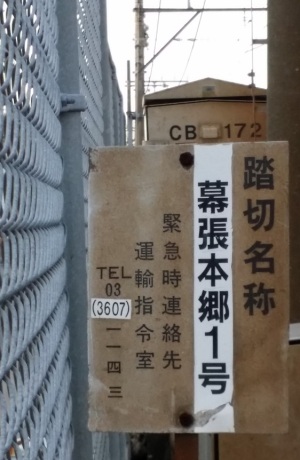 CB 172
踏切名称
幕張本郷1号
緊急時連絡先
運輸指令室
TEL
03
(3607)
一一四三